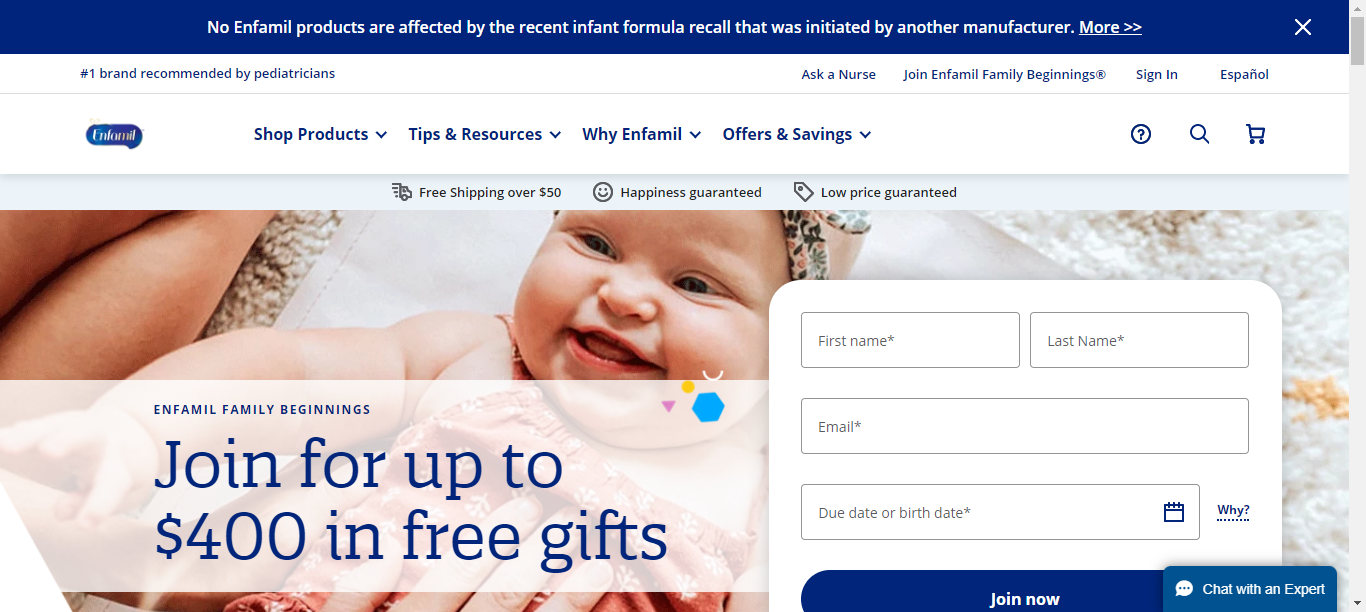 No Enfamil products are affected by the recent infant formula recall that was initiated by another manufacturer. More >>
#1 brand recommended by pediatricians
Ask a Nurse
Join Enfamil Family Beginnings®
Sign In
Español
Enfamil
Shop Products
Tips & Resources
Why Enfamil
Offers & Savings
Free Shipping over $50
Happiness guaranteed
Low price guaranteed
First name*
Last Name*
ENFAMIL FAMILY BEGINNINGS
Email*
Join for up to
$400 in free gifts
Due date or birth date*
Why?
Join now
Chat with an Expert